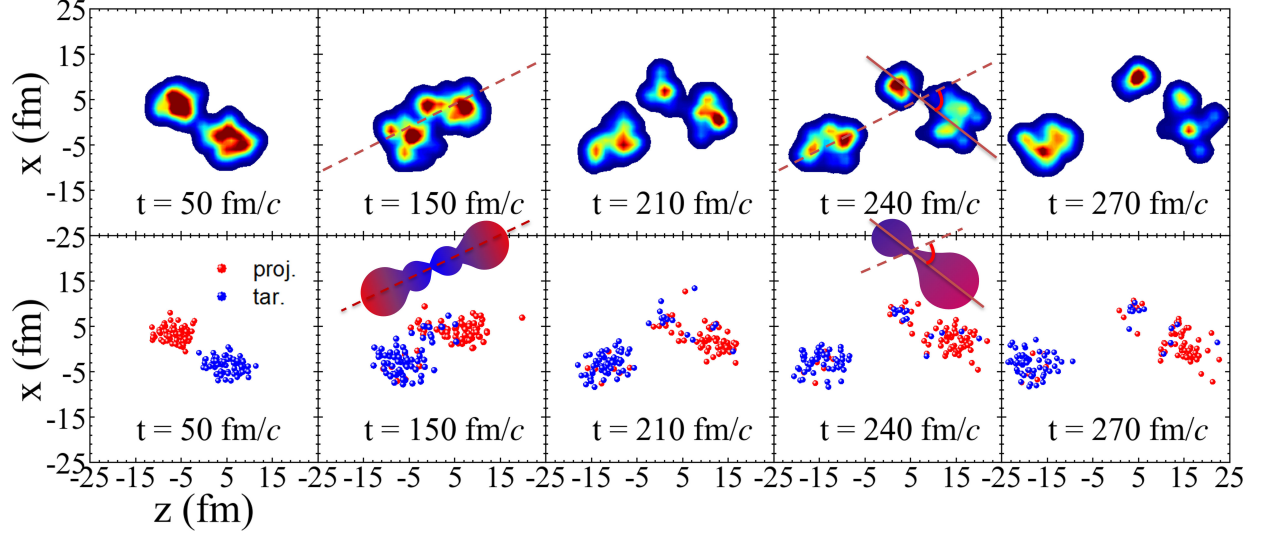 25
15
5
-5
-15
x (fm)
t = 50 fm/c
t = 150 fm/c
t = 210 fm/c
t = 240 fm/c
t = 270 fm/c
-25
15
5
-5
-15
-25
x (fm)
proj.
tar.
t = 50 fm/c
t = 150 fm/c
t = 210 fm/c
t = 240 fm/c
t = 270 fm/c
-25 -15 -5 5 15 -25 -15 -5 5 15 -25 -15 -5 5 15 -25 -15 -5 5 15 -25 -15 -5 5 15 25
z (fm)